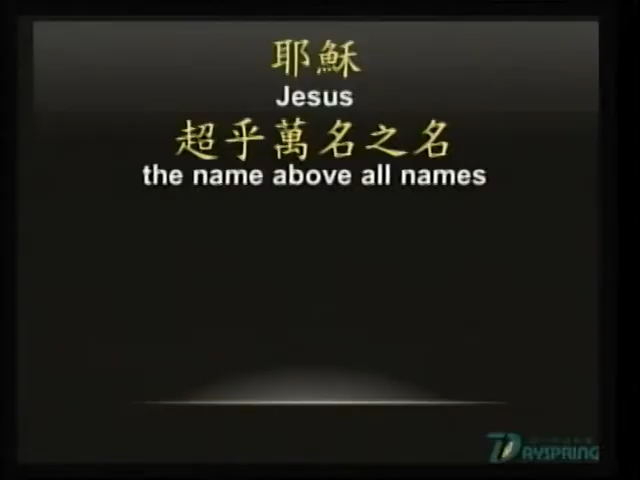 耶穌
Jesus
超乎萬名之名
the name above all names
DAYSPRING